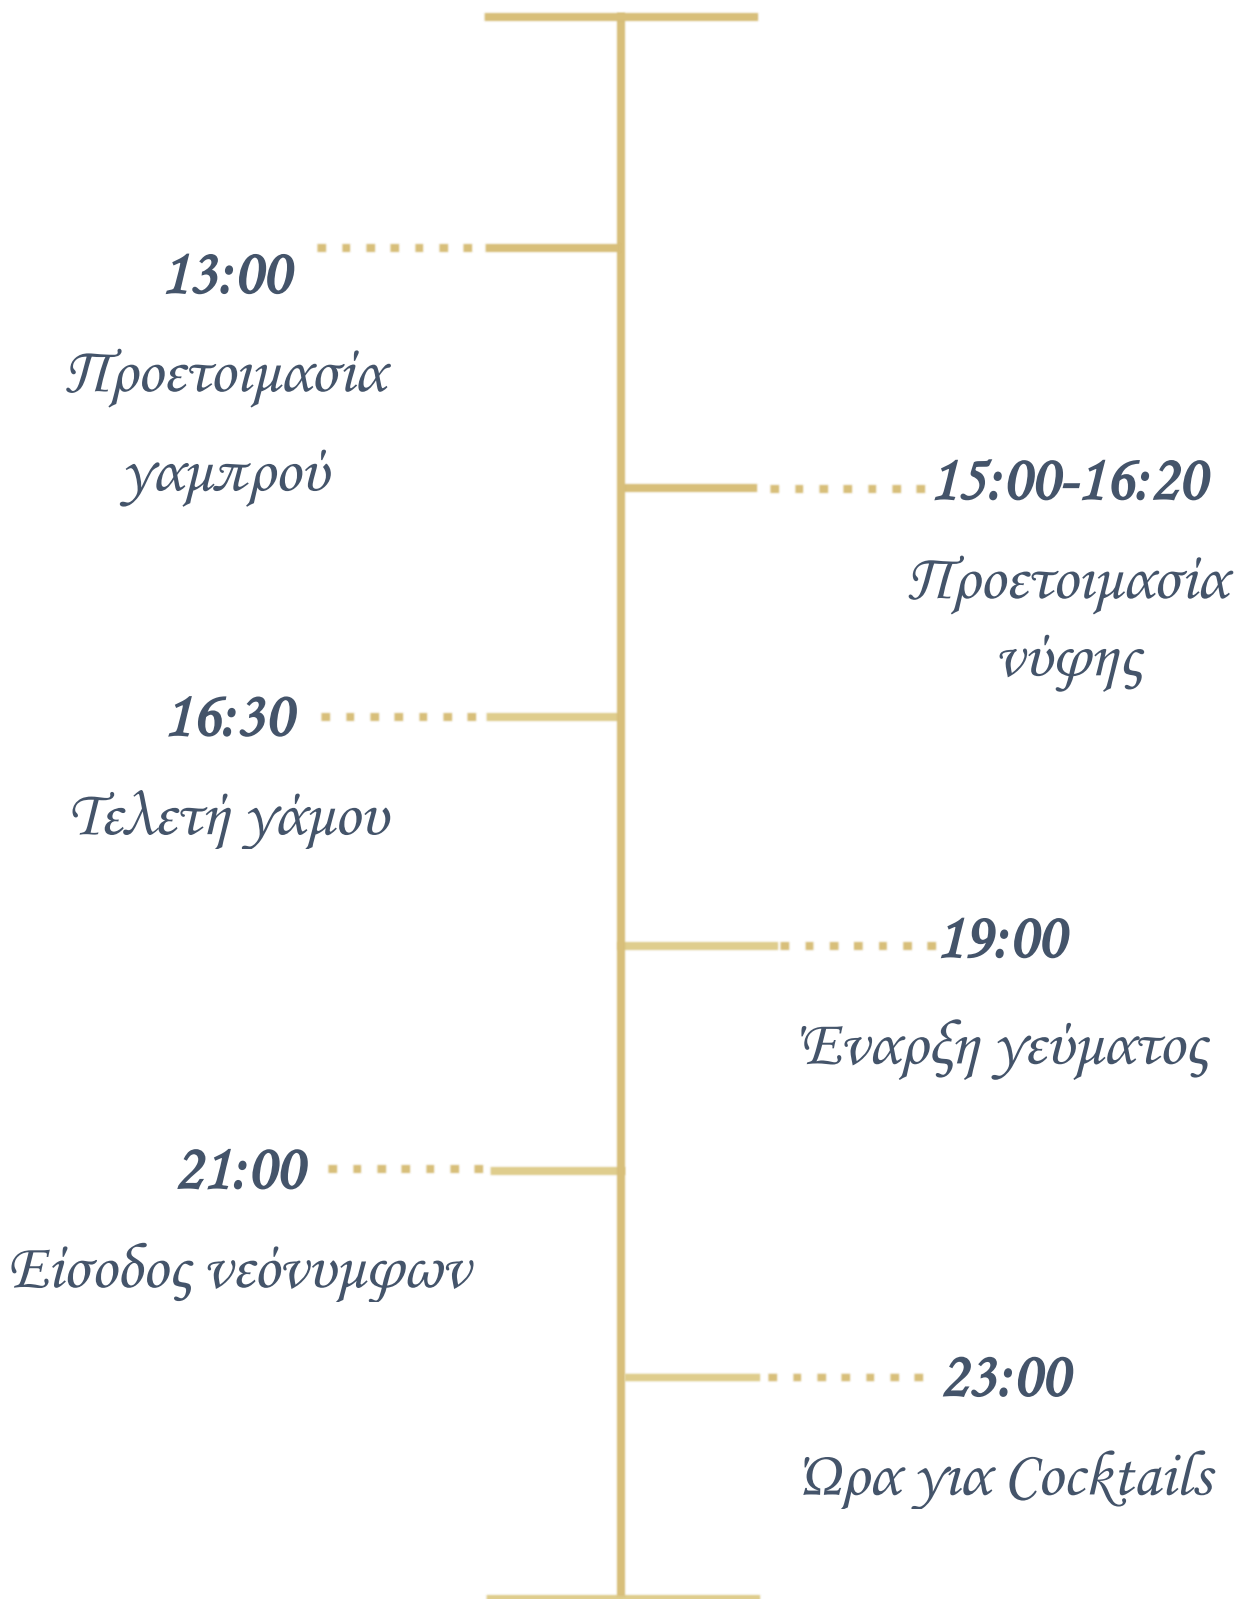 13:00
Προετοιμασία
γαμπρού
15:00-16:20
Προετοιμασία
νύφης
16:30
Τελετή γάμου
19:00
Έναρξη γεύματος
21:00
Είσοδος νεόνυμφων
23:00
Ώρα για Cocktails